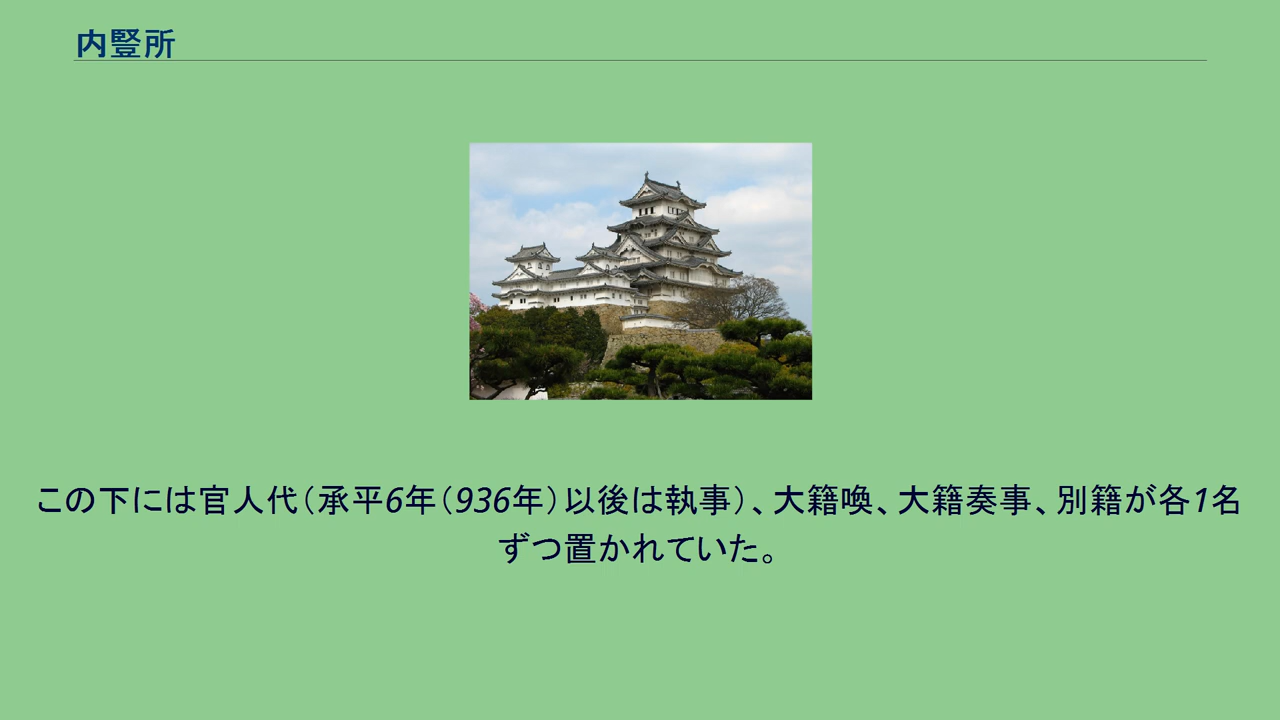 内豎所
この下には官人代（承平6年（936年）以後は執事）、大籍喚、大籍奏事、別籍が各1名
ずつ置かれていた。